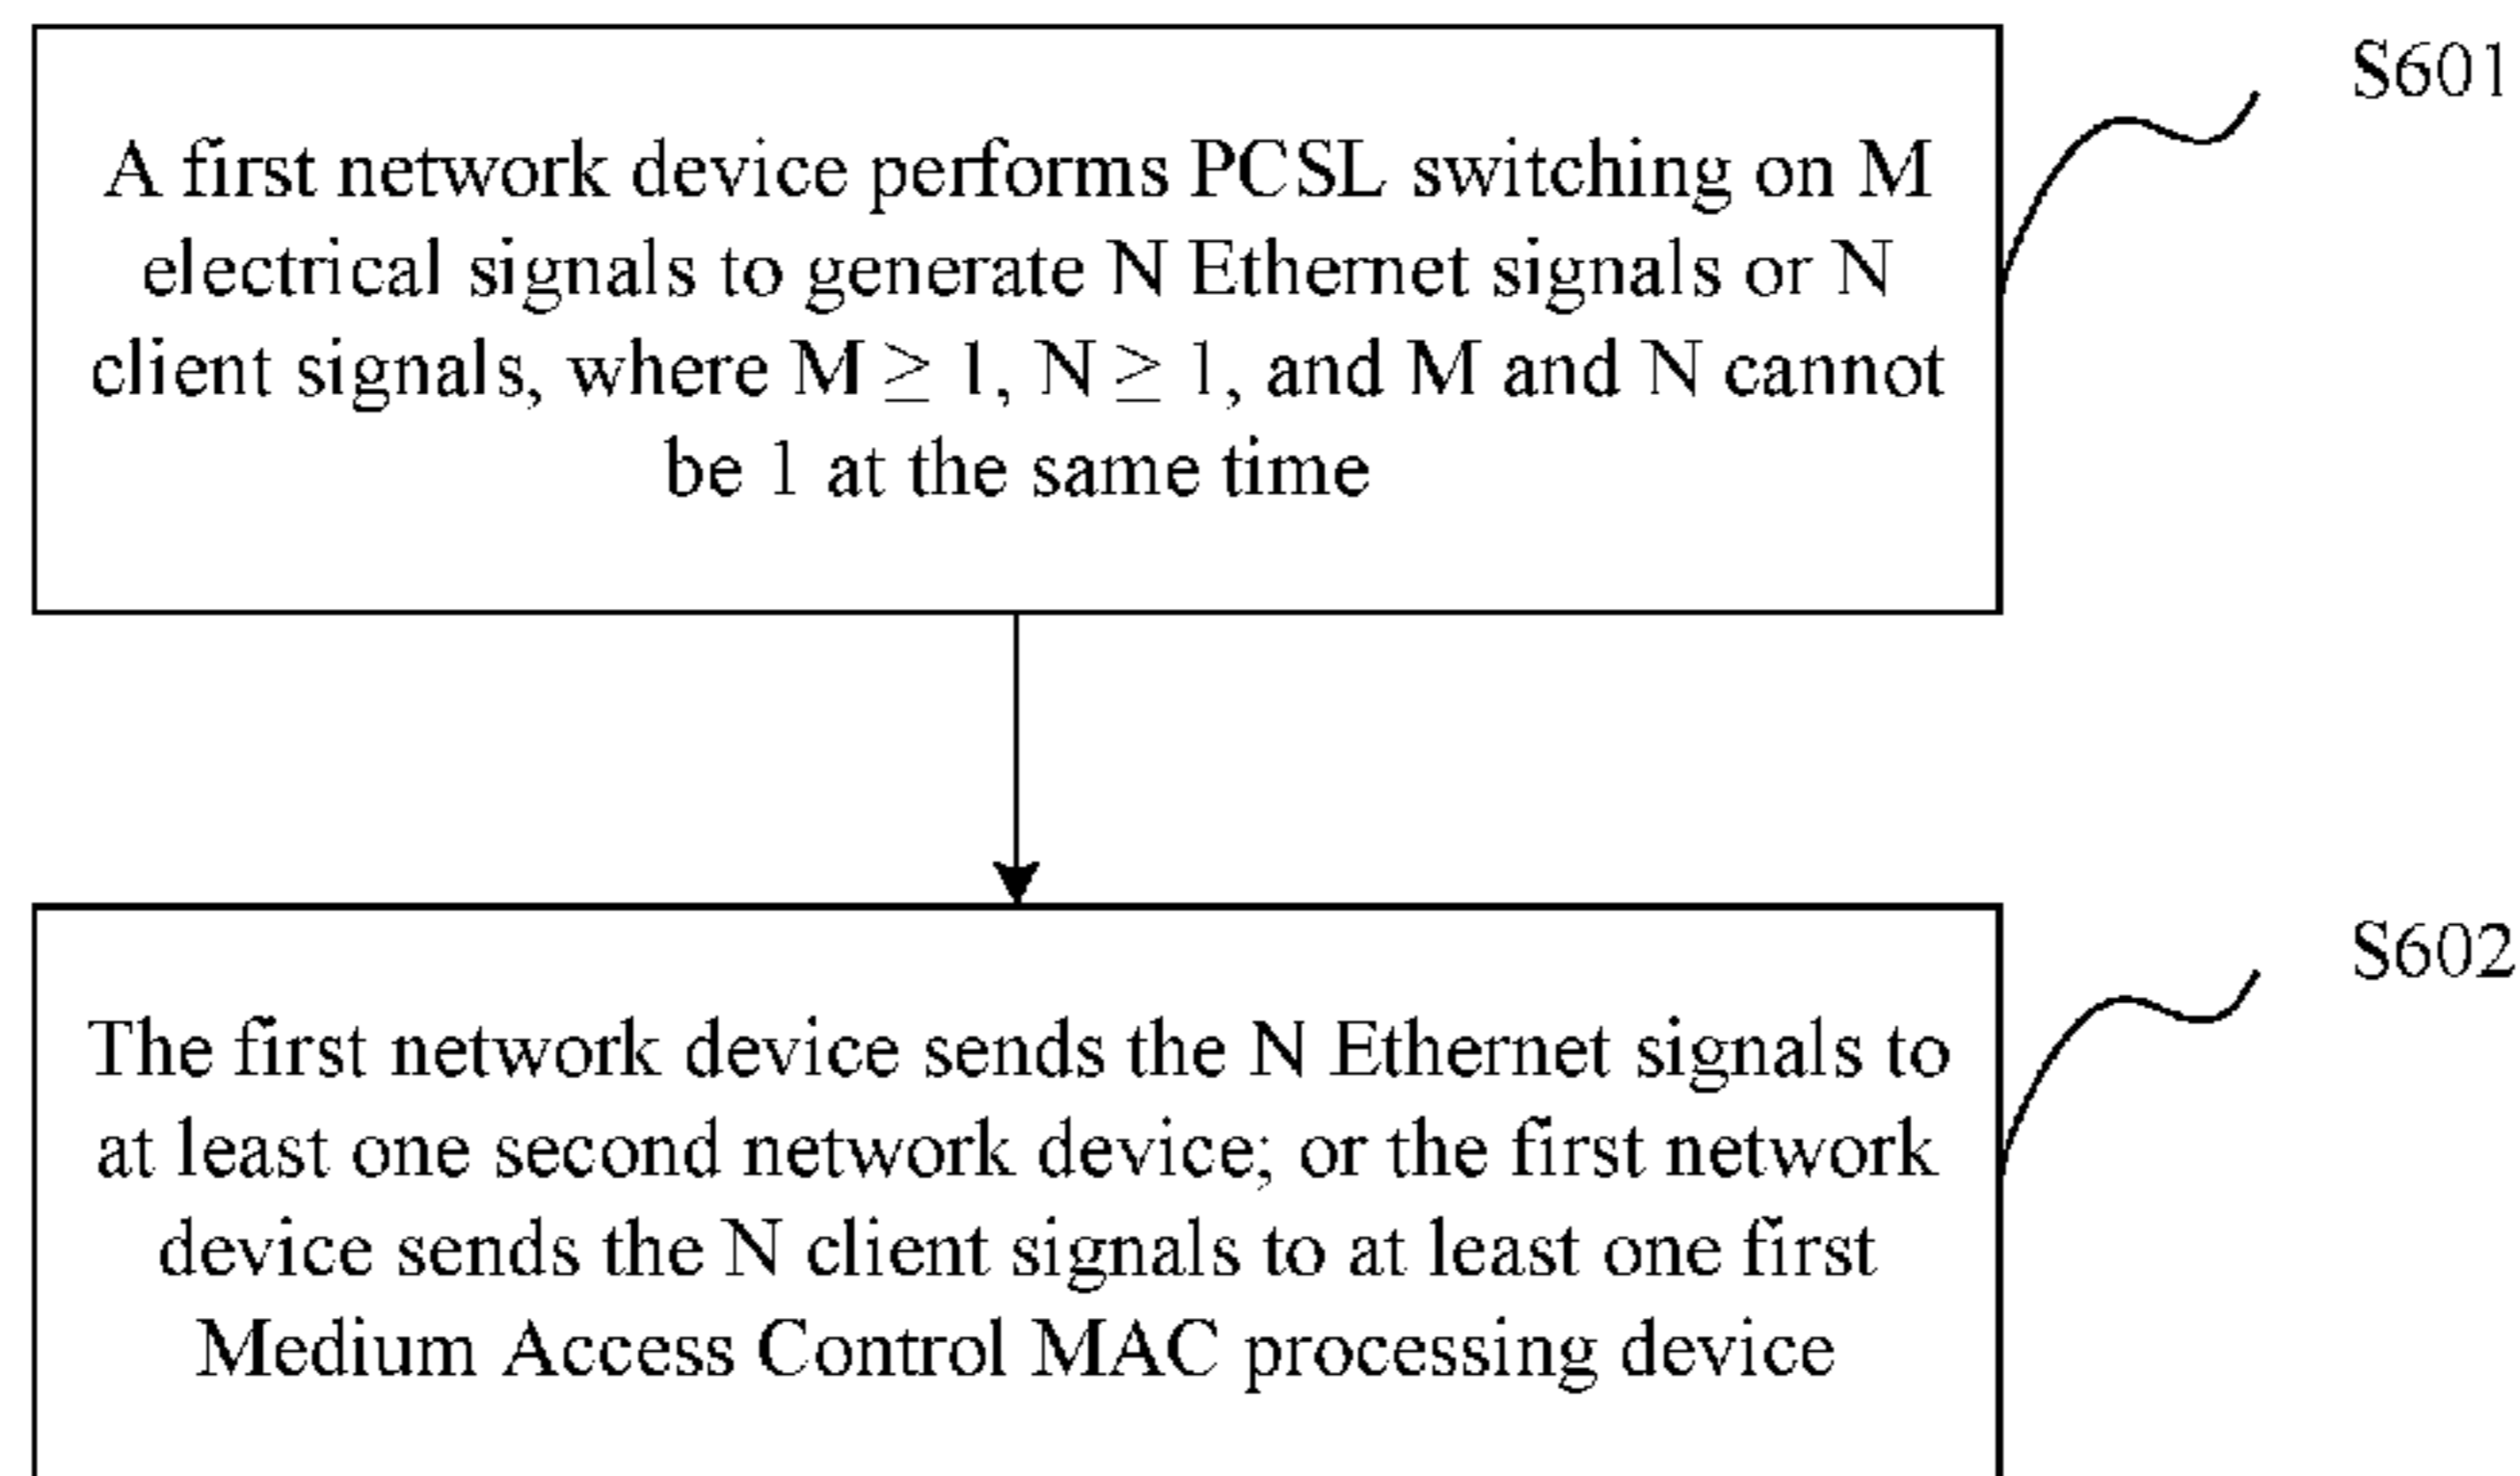 S601
A first network device performs PCSL switching on M
electrical signals to generate N Ethernet signals or N
client signals, where M ≥ 1, N ≥ 1, and M and N cannot
be 1 at the same time
S602
The first network device sends the N Ethernet signals to
at least one second network device; or the first network
device sends the N client signals to at least one first
Medium Access Control MAC processing device